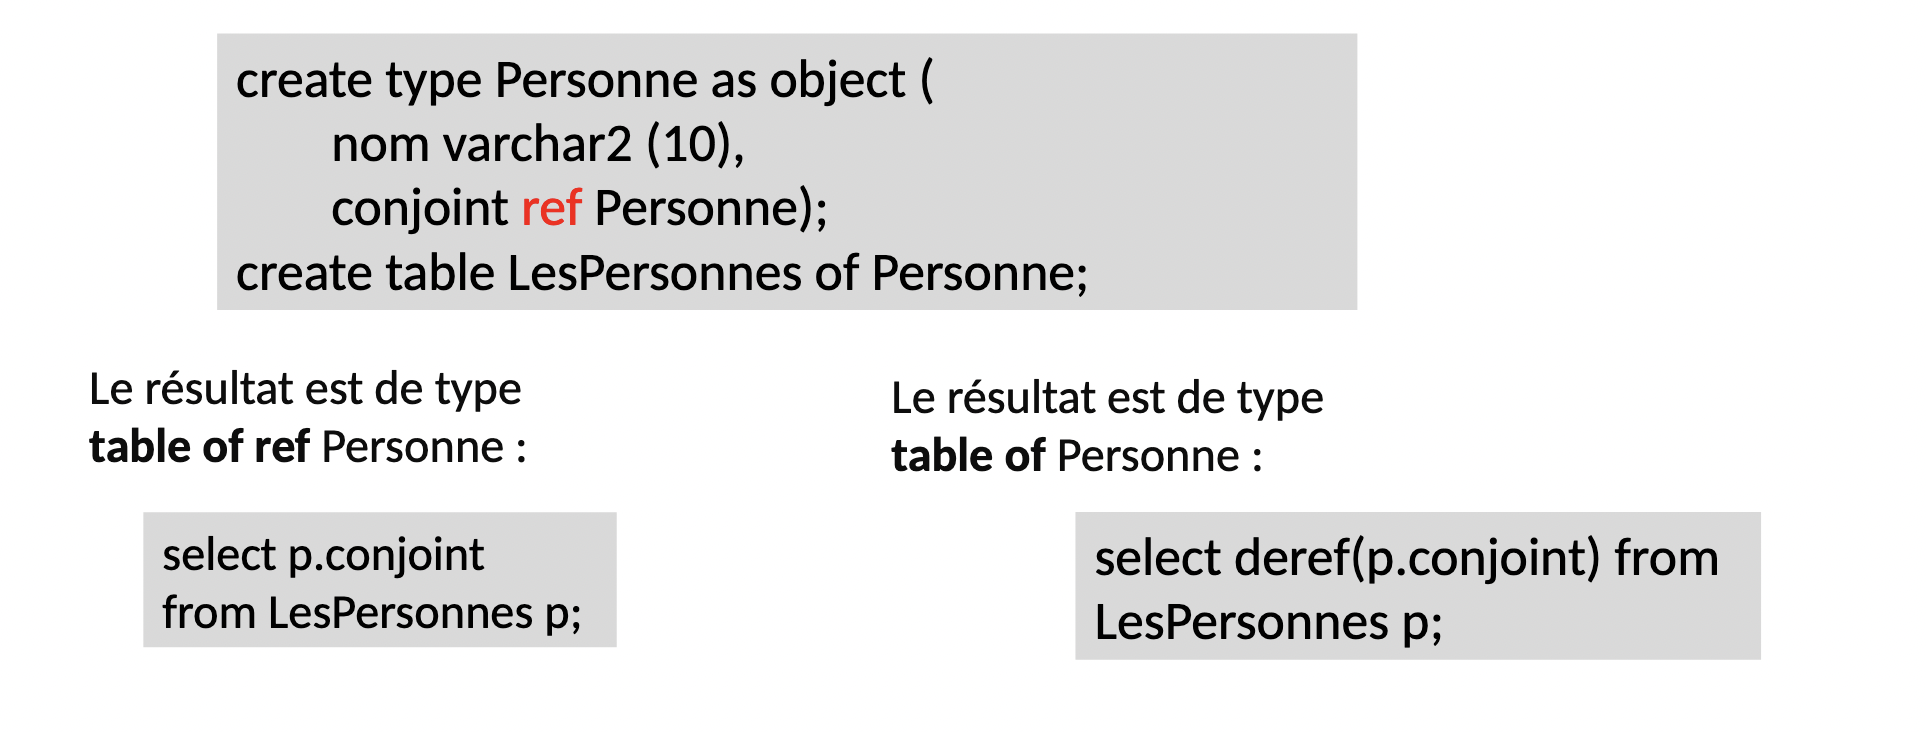 create type Personne as object (
nom varchar2 (10),
conjoint ref Personne);
create table LesPersonnes of Personne;
Le résultat est de type
table of ref Personne :
select p.conjoint
from LesPersonnes p;
Le résultat est de type
table of Personne :
select deref(p.conjoint) from
LesPersonnes p;